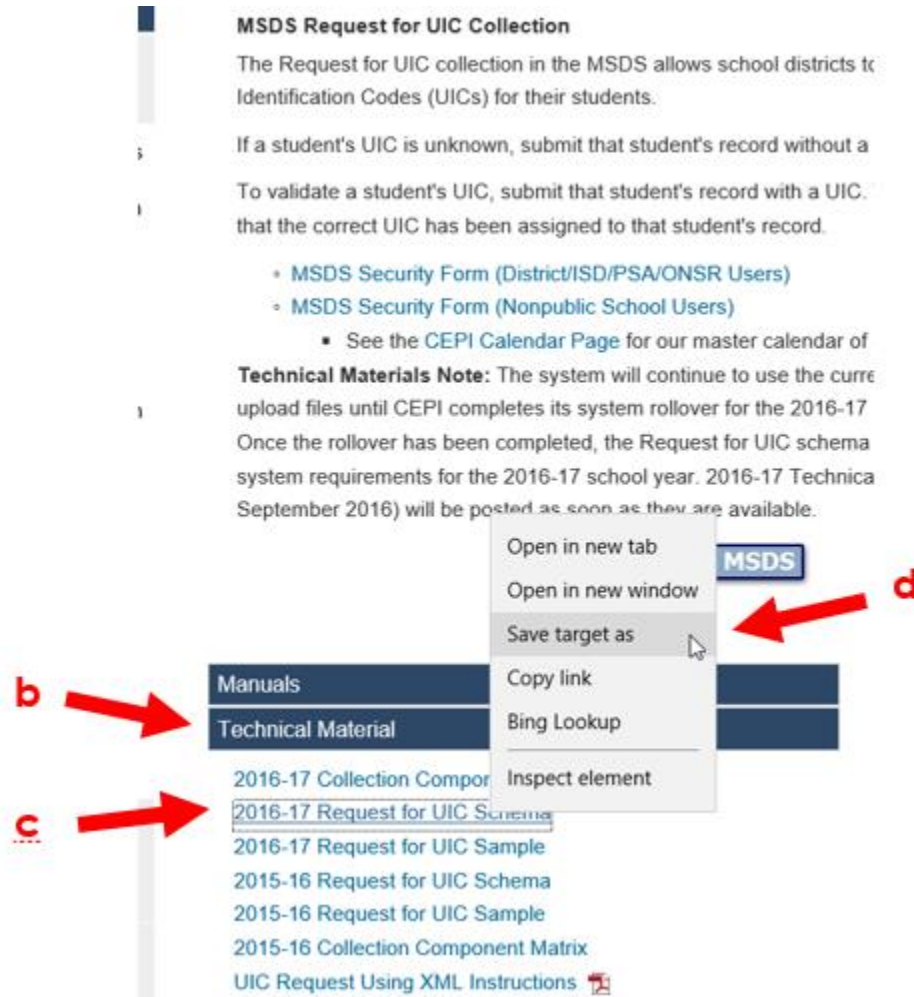 MSDS Request for UIC Collection
The Request for UIC collection in the MSDS allows school districts
Identification Codes (UICs) for their students.
If a student's UIC is unknown, submit that student's record without a
To validate a student's UIC, submit that student's record with a UIC.
that the correct UIC has been assigned to that student's record.
MSDS Security Form (District/ISD/PSA/ONSR Users)
MSDS Security Form (Nonpublic School Users)
See the CEPI Calendar Page for our master calendar of
Technical Materials Note: The system will continue to use the
upload files until CEPI completes its system rollover for the 2016-17
Once the rollover has been completed, the Request for UIC schema
system requirements for the 2016-17 school year. 2016-17
September 2016) will be posted as soon as they are available.
Open in new tab
MSDS
Open in new window
d
Save target as
b
Manuals
Copy link
Technical Material
Bing Lookup
2016-17 Collection
Inspect element
c
2016-17 Request for UIC Schema
2016-17 Request for UIC Sample
2015-16 Request for UIC Schema
2015-16 Request for UIC Sample
2015-16 Collection Component Matrix
UIC Request Using XML Instructions